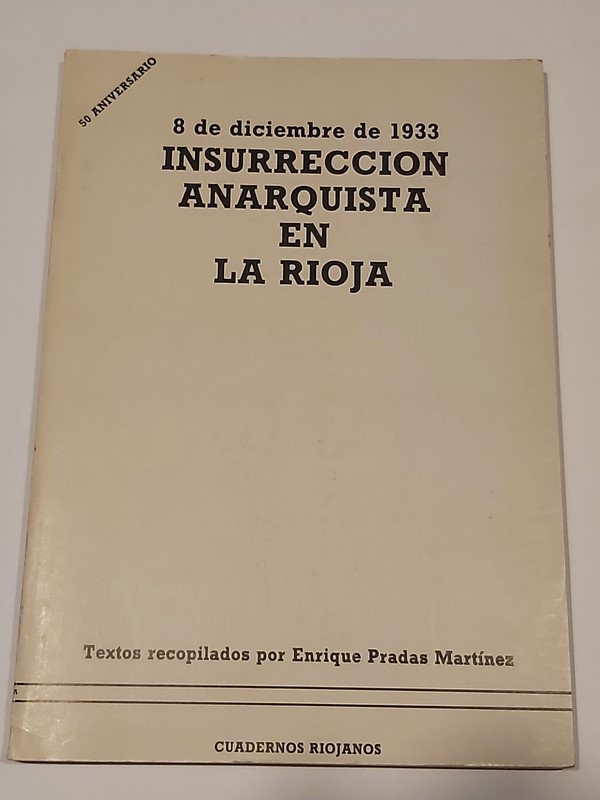 50 ANIVERSARIO
8 de diciembre de 1933
INSURRECCION
ANARQUISTA
EN
LA RIOJA
Textos recopilados por Enrique Pradas Martínez
CUADERNOS RIOJANOS